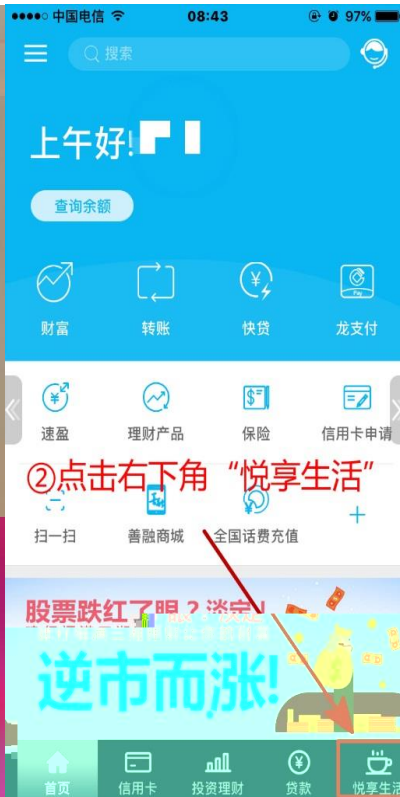 中国电信 08:43 97%
搜索
上午好!
查询余额
财富 转账 快贷 龙支付
Pay
速盈 理财产品 保险 信用卡申请
②点击右下角“悦享生活”
扫一扫 善融商城 全国话费充值
股票跌红了眼?淡定!
逆市而涨!
首页 信用卡 投资理财 贷款 悦享生活